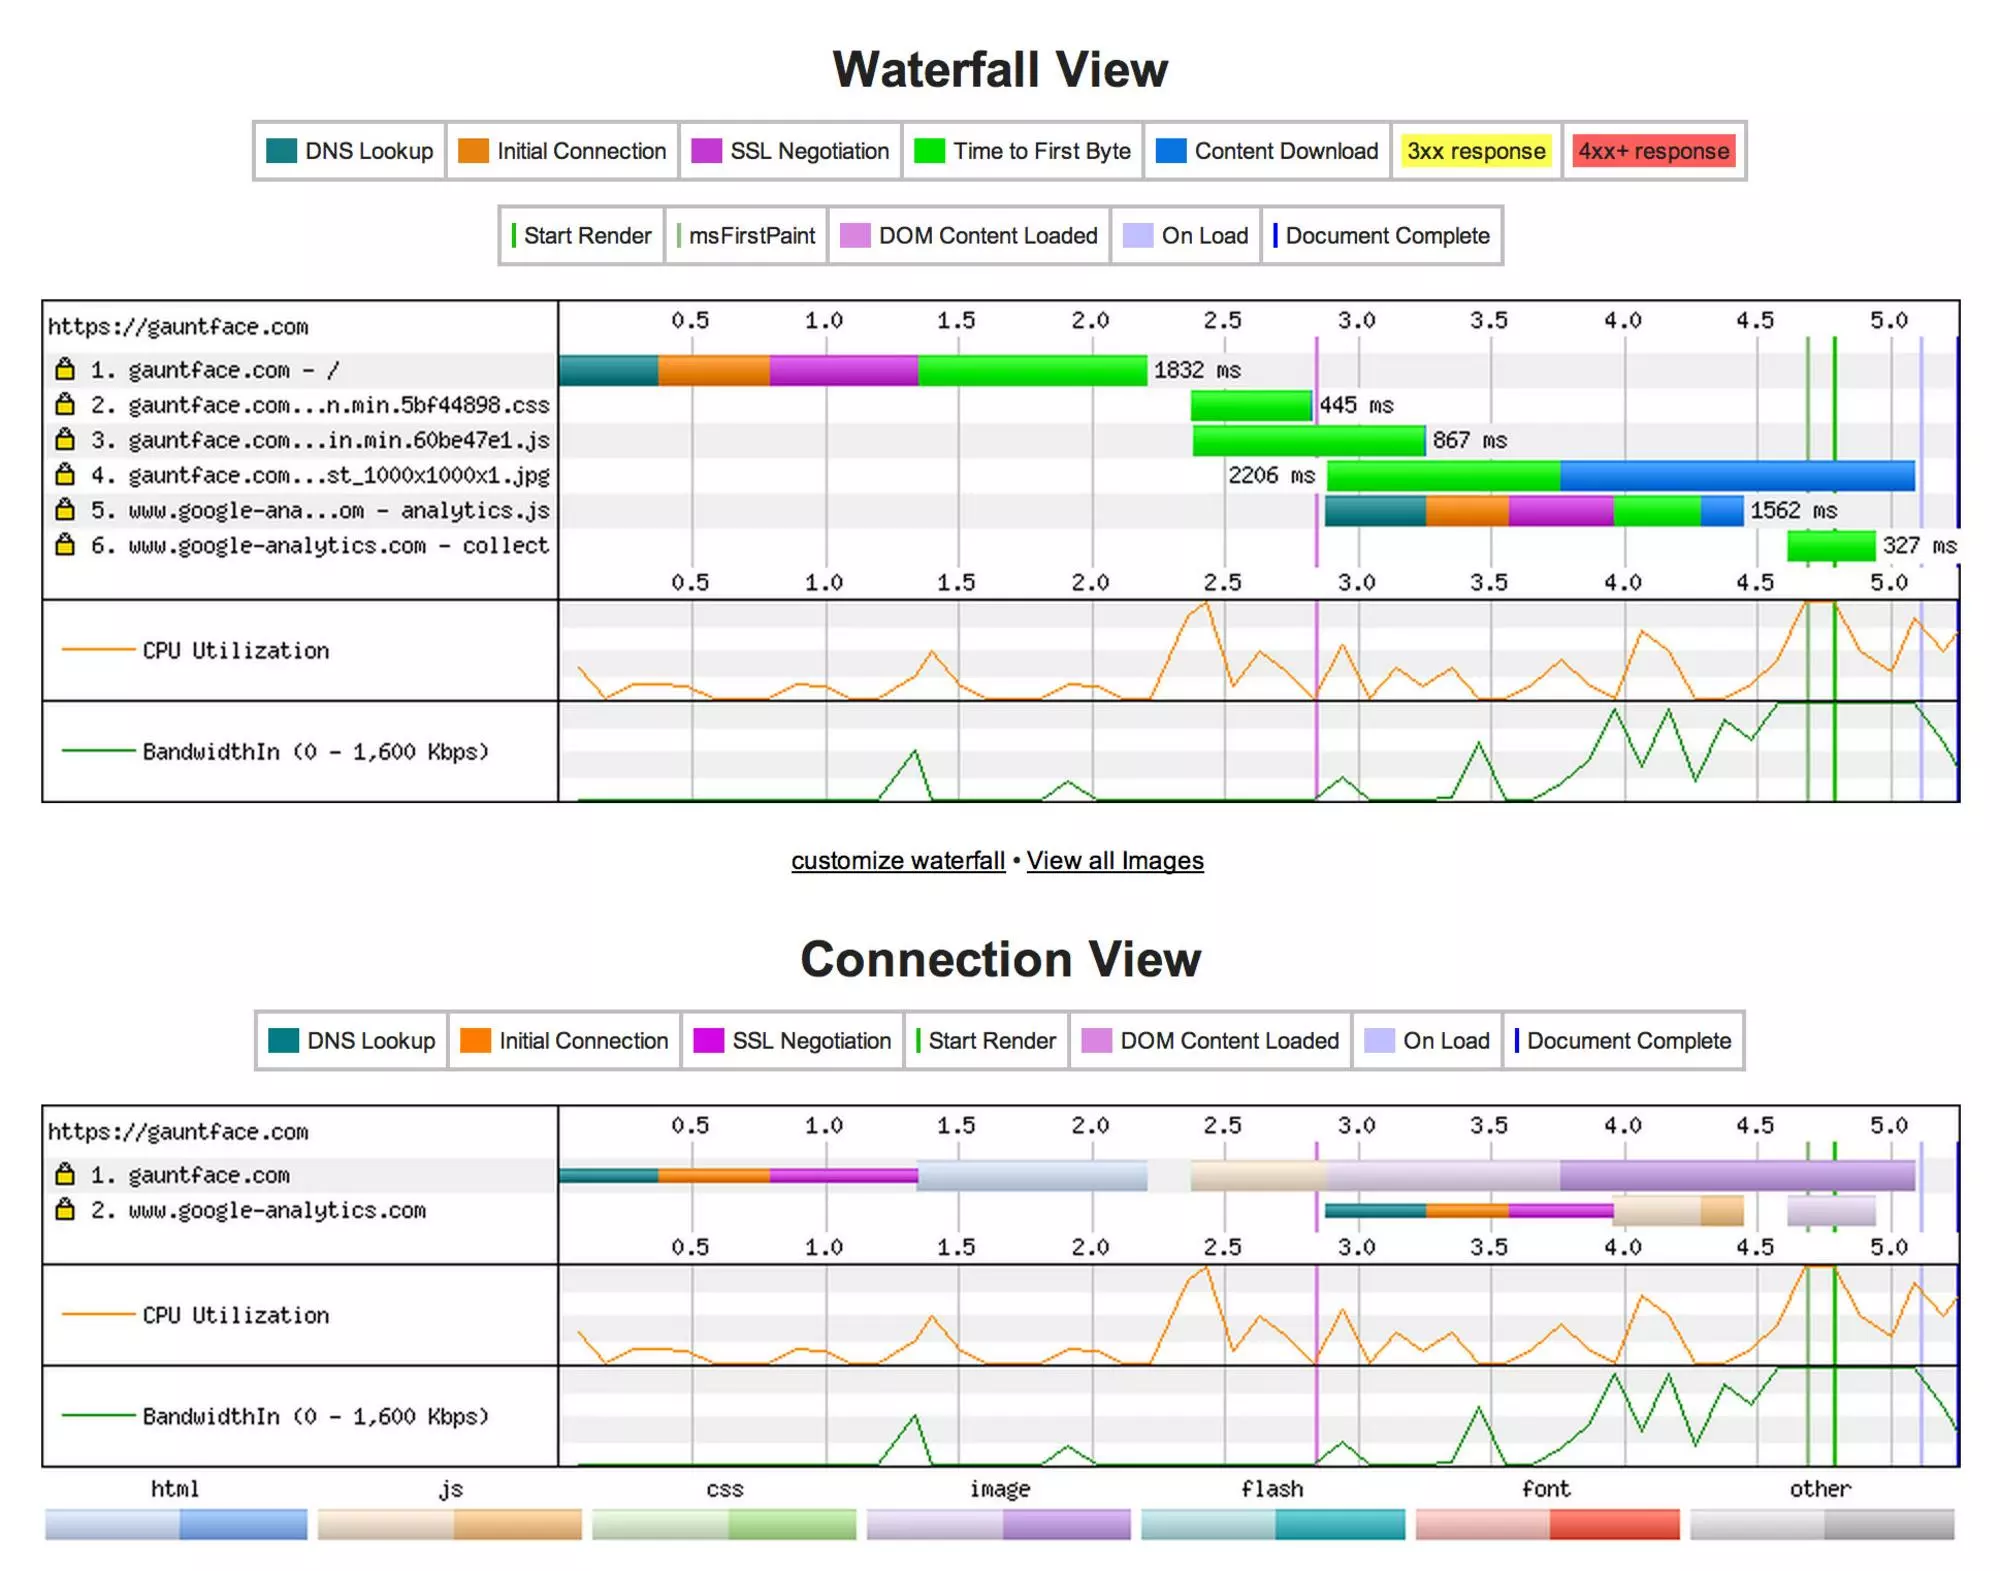 Waterfall View
DNS Lookup Initial Connection SSL Negotiation Time to First Byte Content Download 3xx response 4xx+ response
Start Render msFirstPaint DOM Content Loaded On Load Document Complete
https://gauntface.com 0.5 1.0 1.5 2.0 2.5 3.0 3.5 4.0 4.5 5.0
1. gauntface.com - / 1832 ms
2. gauntface.com...n.min.5bf44898.css 445 ms
3. gauntface.com...in.min.60be47e1.js 867 ms
4. gauntface.com...st_1000x1000x1.jpg 2206 ms
5. www.google-ana...om - analytics.js 1562 ms
6. www.google-analytics.com - collect 327 ms
0.5 1.0 1.5 2.0 2.5 3.0 3.5 4.0 4.5 5.0
CPU Utilization
BandwidthIn (0 - 1,600 Kbps)
customize waterfall • View all Images
Connection View
DNS Lookup Initial Connection SSL Negotiation Start Render DOM Content Loaded On Load Document Complete
https://gauntface.com 0.5 1.0 1.5 2.0 2.5 3.0 3.5 4.0 4.5 5.0
1. gauntface.com
2. www.google-analytics.com
0.5 1.0 1.5 2.0 2.5 3.0 3.5 4.0 4.5 5.0
CPU Utilization
BandwidthIn (0 - 1,600 Kbps)
html js css image flash font other